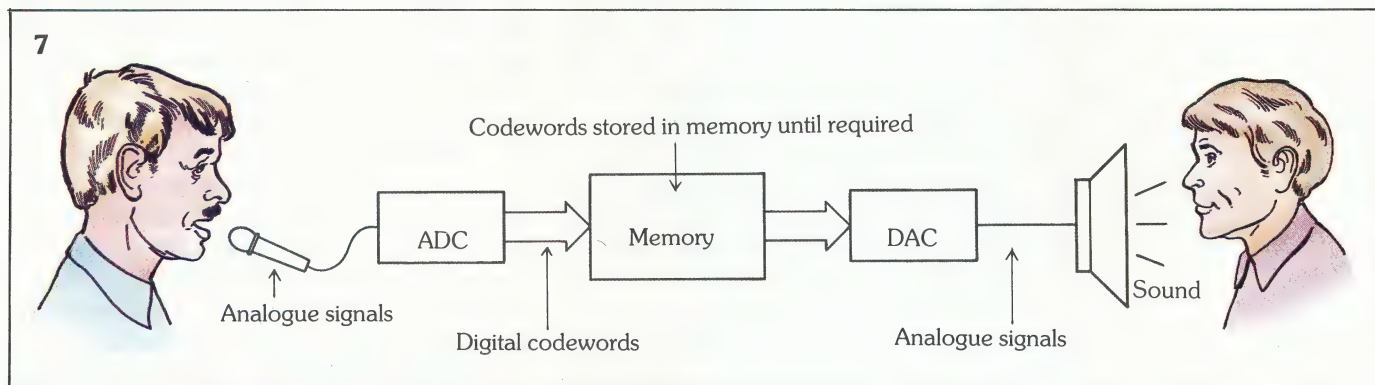 7
Codewords stored in memory until required
ADC
Memory
DAC
Analogue signals
Digital codewords
Analogue signals
Sound